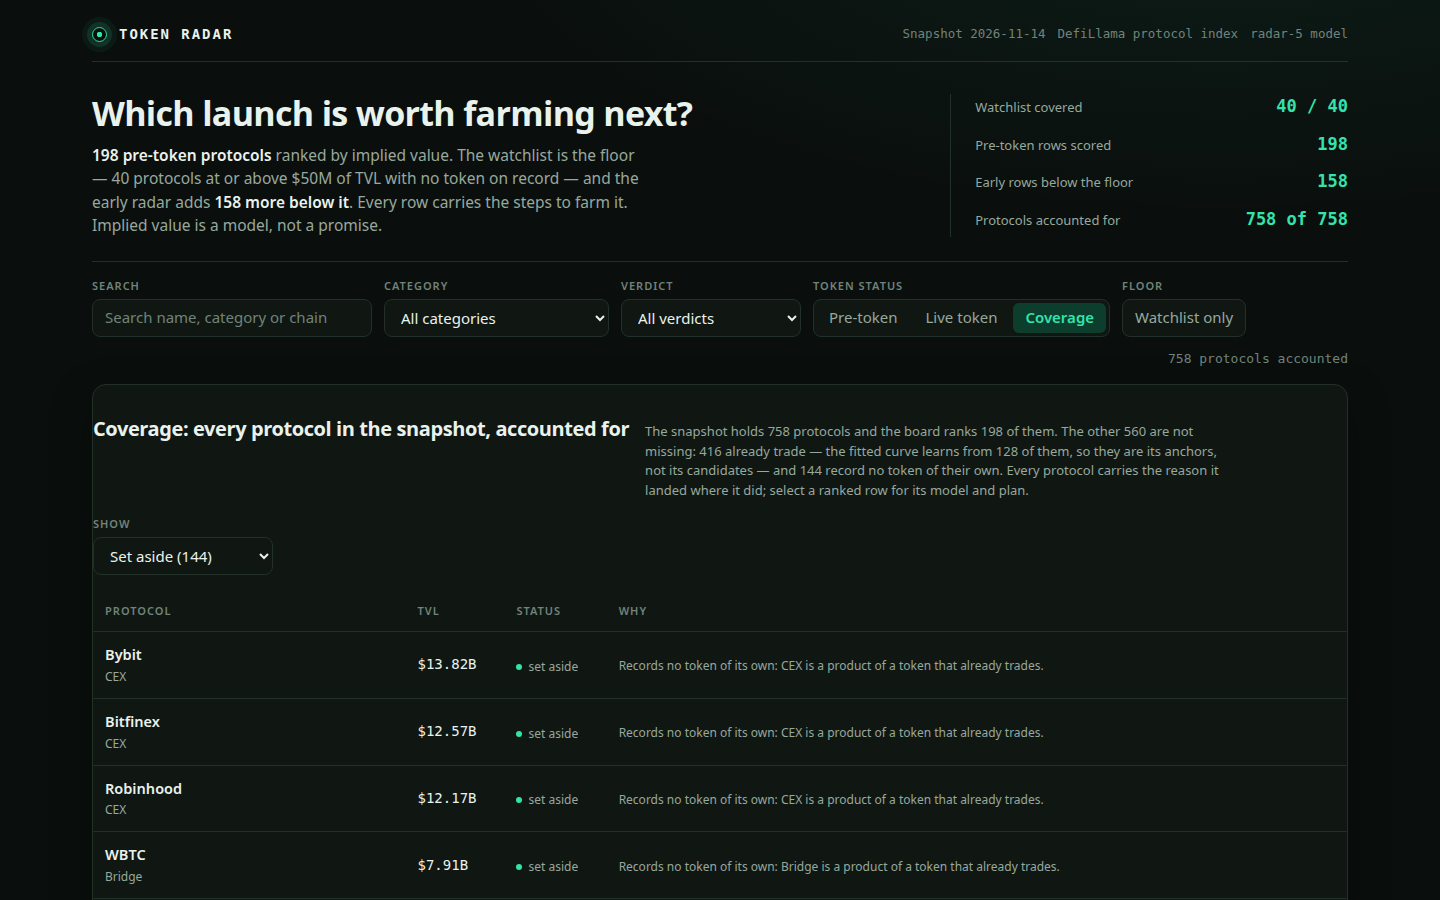 TOKEN RADAR
Snapshot 2026-11-14 DefiLlama protocol index radar-5 model
Which launch is worth farming next?
198 pre-token protocols ranked by implied value. The watchlist is the floor
— 40 protocols at or above $50M of TVL with no token on record — and the
early radar adds 158 more below it. Every row carries the steps to farm it.
Implied value is a model, not a promise.
Watchlist covered 40 / 40
Pre-token rows scored 198
Early rows below the floor 158
Protocols accounted for 758 of 758
SEARCH CATEGORY VERDICT TOKEN STATUS FLOOR
Search name, category or chain All categories All verdicts Pre-token Live token Coverage Watchlist only
758 protocols accounted
Coverage: every protocol in the snapshot, accounted for
The snapshot holds 758 protocols and the board ranks 198 of them. The other 560 are not
missing: 416 already trade — the fitted curve learns from 128 of them, so they are its anchors,
not its candidates — and 144 record no token of their own. Every protocol carries the reason it
landed where it did; select a ranked row for its model and plan.
SHOW
Set aside (144)
PROTOCOL TVL STATUS WHY
Bybit
CEX
$13.82B set aside Records no token of its own: CEX is a product of a token that already trades.
Bitfinex
CEX
$12.57B set aside Records no token of its own: CEX is a product of a token that already trades.
Robinhood
CEX
$12.17B set aside Records no token of its own: CEX is a product of a token that already trades.
WBTC
Bridge
$7.91B set aside Records no token of its own: Bridge is a product of a token that already trades.